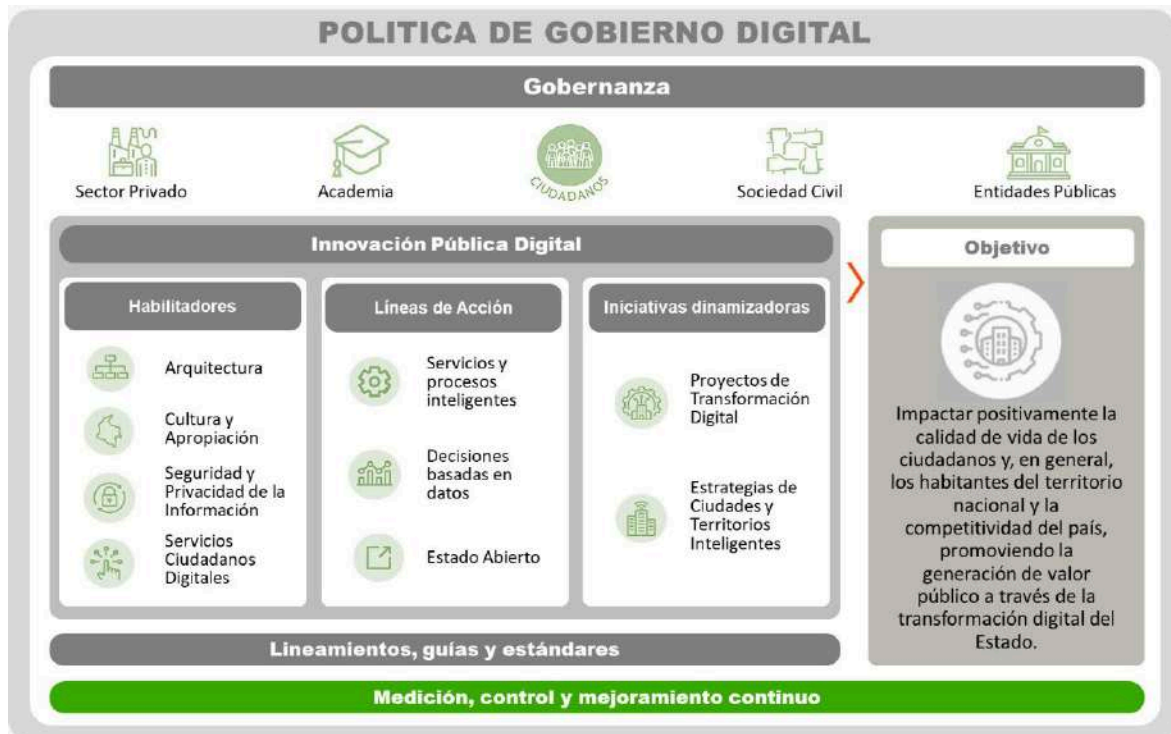 POLITICA DE GOBIERNO DIGITAL
Gobernanza
Sector Privado
Academia
CIUDADANOS
Sociedad Civil
Entidades Públicas
Innovación Pública Digital
Habilitadores
Arquitectura
Cultura y
Apropiación
Seguridad y
Privacidad de la
Información
Servicios
Ciudadanos
Digitales
Líneas de Acción
Servicios y
procesos
inteligentes
Decisiones
basadas en
datos
Estado Abierto
Iniciativas dinamizadoras
Proyectos de
Transformación
Digital
Estrategias de
Ciudades y
Territorios
Inteligentes
Objetivo
Impactar positivamente la
calidad de vida de los
ciudadanos y, en general,
los habitantes del territorio
nacional y la
competitividad del país,
promoviendo la
generación de valor
público a través de la
transformación digital del
Estado.
Lineamientos, guías y estándares
Medición, control y mejoramiento continuo